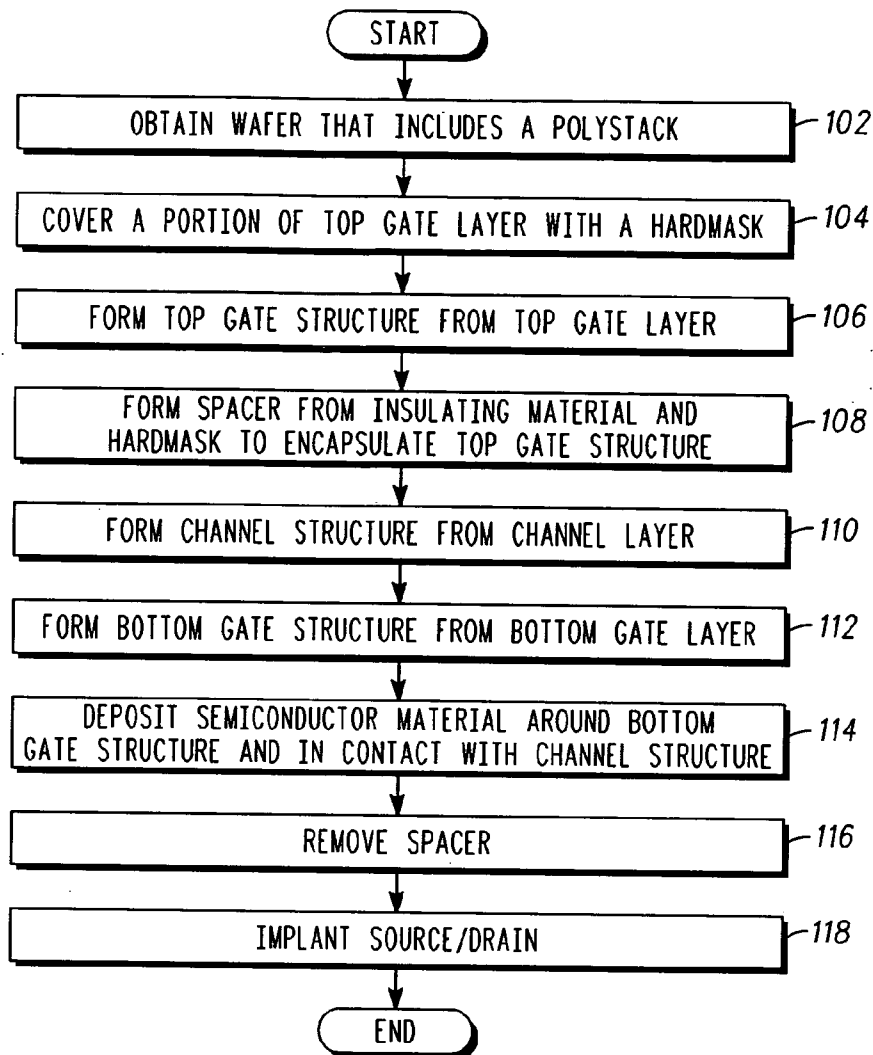 START
OBTAIN WAFER THAT INCLUDES A POLYSTACK
102
COVER A PORTION OF TOP GATE LAYER WITH A HARDMASK
104
FORM TOP GATE STRUCTURE FROM TOP GATE LAYER
106
FORM SPACER FROM INSULATING MATERIAL AND
HARDMASK TO ENCAPSULATE TOP GATE STRUCTURE
108
FORM CHANNEL STRUCTURE FROM CHANNEL LAYER
110
FORM BOTTOM GATE STRUCTURE FROM BOTTOM GATE LAYER
112
DEPOSIT SEMICONDUCTOR MATERIAL AROUND BOTTOM
GATE STRUCTURE AND IN CONTACT WITH CHANNEL STRUCTURE
114
REMOVE SPACER
116
IMPLANT SOURCE/DRAIN
118
END